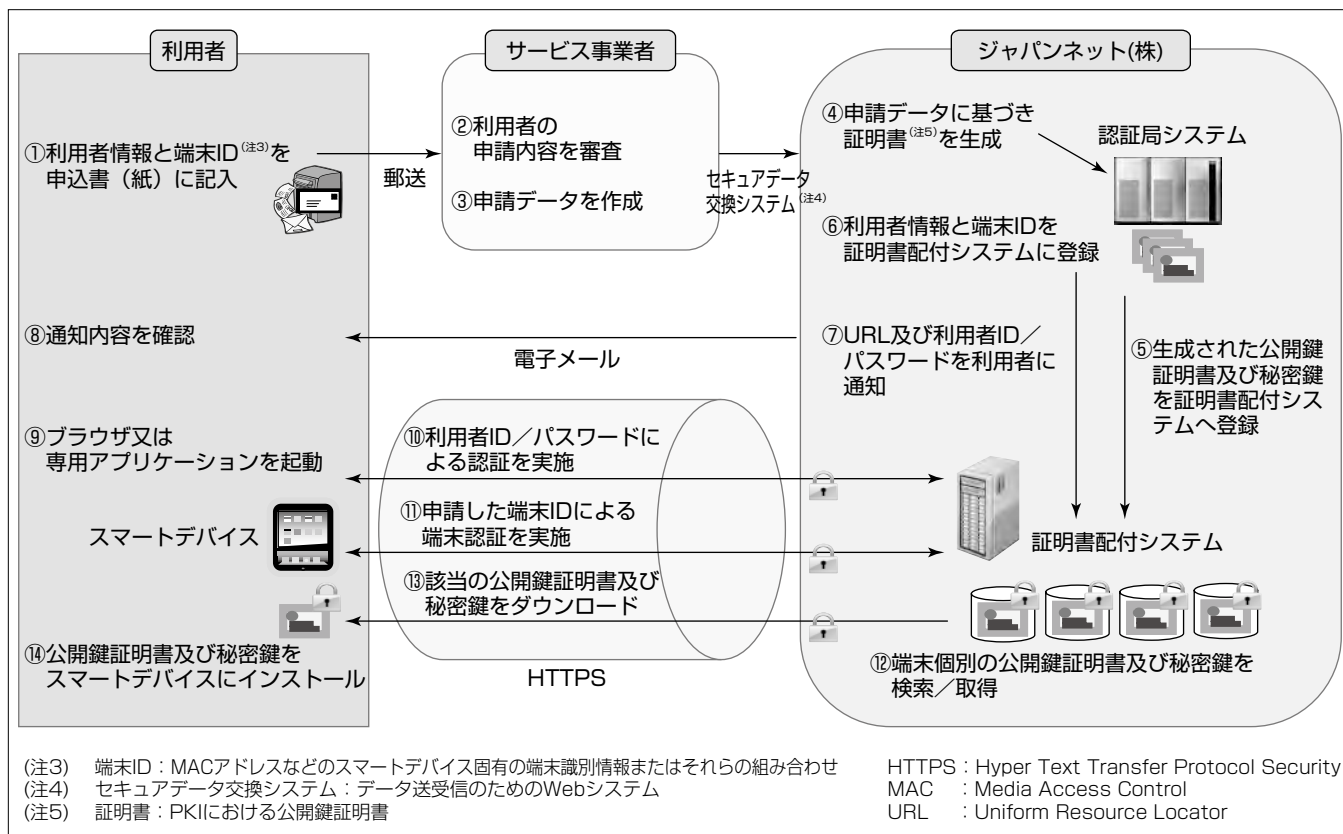 利用者
サービス事業者
ジャパンネット(株)
①利用者情報と端末ID(注3)を
申込書（紙）に記入
郵送
②利用者の
申請内容を審査
③申請データを作成
セキュアデータ
交換システム(注4)
④申請データに基づき
証明書(注5)を生成
認証局システム
⑥利用者情報と端末IDを
証明書配付システムに登録
⑧通知内容を確認
電子メール
⑦URL及び利用者ID／
パスワードを利用者に
通知
⑤生成された公開鍵
証明書及び秘密鍵
を証明書配付シス
テムへ登録
⑨ブラウザ又は
専用アプリケーションを起動
⑩利用者ID／パスワードに
よる認証を実施
スマートデバイス
⑪申請した端末IDによる
端末認証を実施
証明書配付システム
⑬該当の公開鍵証明書及び
秘密鍵をダウンロード
⑭公開鍵証明書及び秘密鍵を
スマートデバイスにインストール
HTTPS
⑫端末個別の公開鍵証明書及び秘密鍵を
検索／取得
(注3) 端末ID：MACアドレスなどのスマートデバイス固有の端末識別情報またはそれらの組み合わせ
(注4) セキュアデータ交換システム：データ送受信のためのWebシステム
(注5) 証明書：PKIにおける公開鍵証明書
HTTPS：Hyper Text Transfer Protocol Security
MAC ：Media Access Control
URL ：Uniform Resource Locator